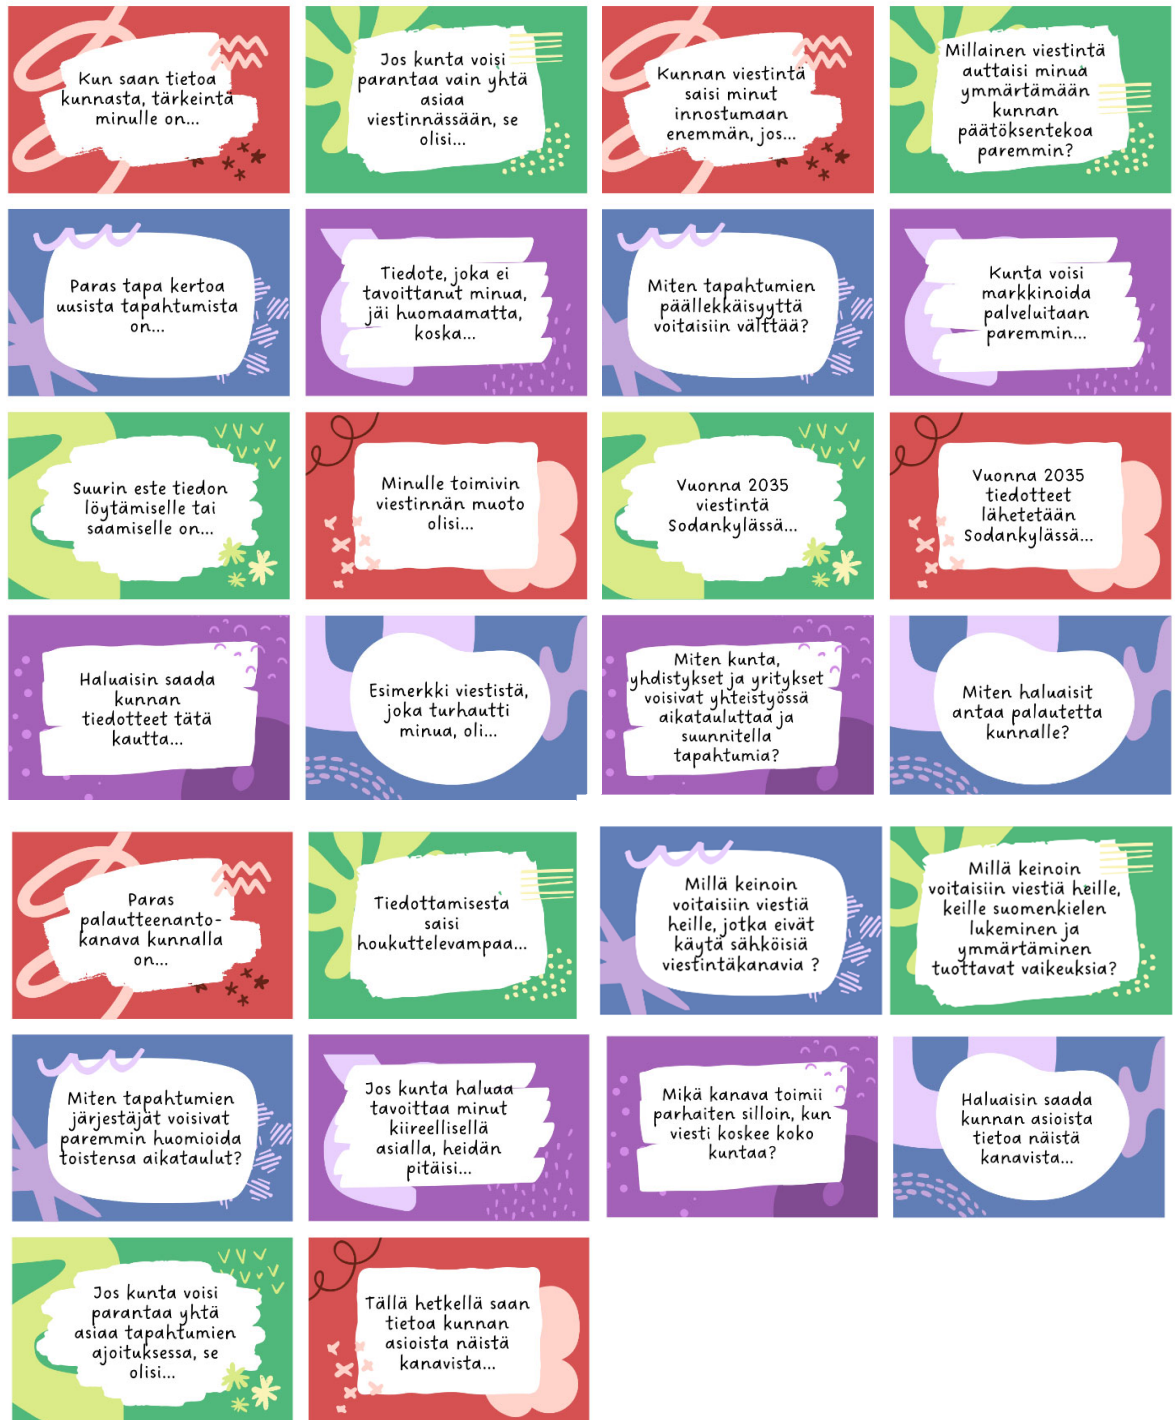 Kun saan tietoa
kunnasta, tärkeintä
minulle on...
Jos kunta voisi
parantaa vain yhtä
asiaa
viestinnässään, se
olisi...
Kunnan viestintä
saisi minut
innostumaan
enemmän, jos...
Millainen viestintä
auttaisi minua
ymmärtämään
kunnan
päätöksentekoa
paremmin?
Paras tapa kertoa
uusista tapahtumista
on...
Tiedote, joka ei
tavoittanut minua,
jäi huomaamatta,
koska...
Miten tapahtumien
päällekkäisyyttä
voitaisiin välttää?
Kunta voisi
markkinoida
palveluitaan
paremmin...
Suurin este tiedon
löytämiselle tai
saamiselle on...
Minulle toimivin
viestinnän muoto
olisi...
Vuonna 2035
viestintä
Sodankylässä...
Vuonna 2035
tiedotteet
lähetetään
Sodankylässä...
Haluaisin saada
kunnan
tiedotteet tätä
kautta...
Esimerkki viestistä,
joka turhautti
minua, oli...
Miten kunta,
yhdistykset ja yritykset
voisivat yhteistyössä
aikatauluttaa ja
suunnitella
tapahtumia?
Miten haluaisit
antaa palautetta
kunnalle?
Paras
palautteenanto-
kanava kunnalla
on...
Tiedottamisesta
saisi
houkuttelevampaa...
Millä keinoin
voitaisiin viestiä
heille, jotka eivät
käytä sähköisiä
viestintäkanavia ?
Millä keinoin
voitaisiin viestiä heille,
keille suomenkielen
lukeminen ja
ymmärtäminen
tuottavat vaikeuksia?
Miten tapahtumien
järjestäjät voisivat
paremmin huomioida
toistensa aikataulut?
Jos kunta haluaa
tavoittaa minut
kiireellisellä
asialla, heidän
pitäisi...
Mikä kanava toimii
parhaiten silloin, kun
viesti koskee koko
kuntaa?
Haluaisin saada
kunnan asioista
tietoa näistä
kanavista...
Jos kunta voisi
parantaa yhtä
asiaa tapahtumien
ajoituksessa, se
olisi...
Tällä hetkellä saan
tietoa kunnan
asioista näistä
kanavista...